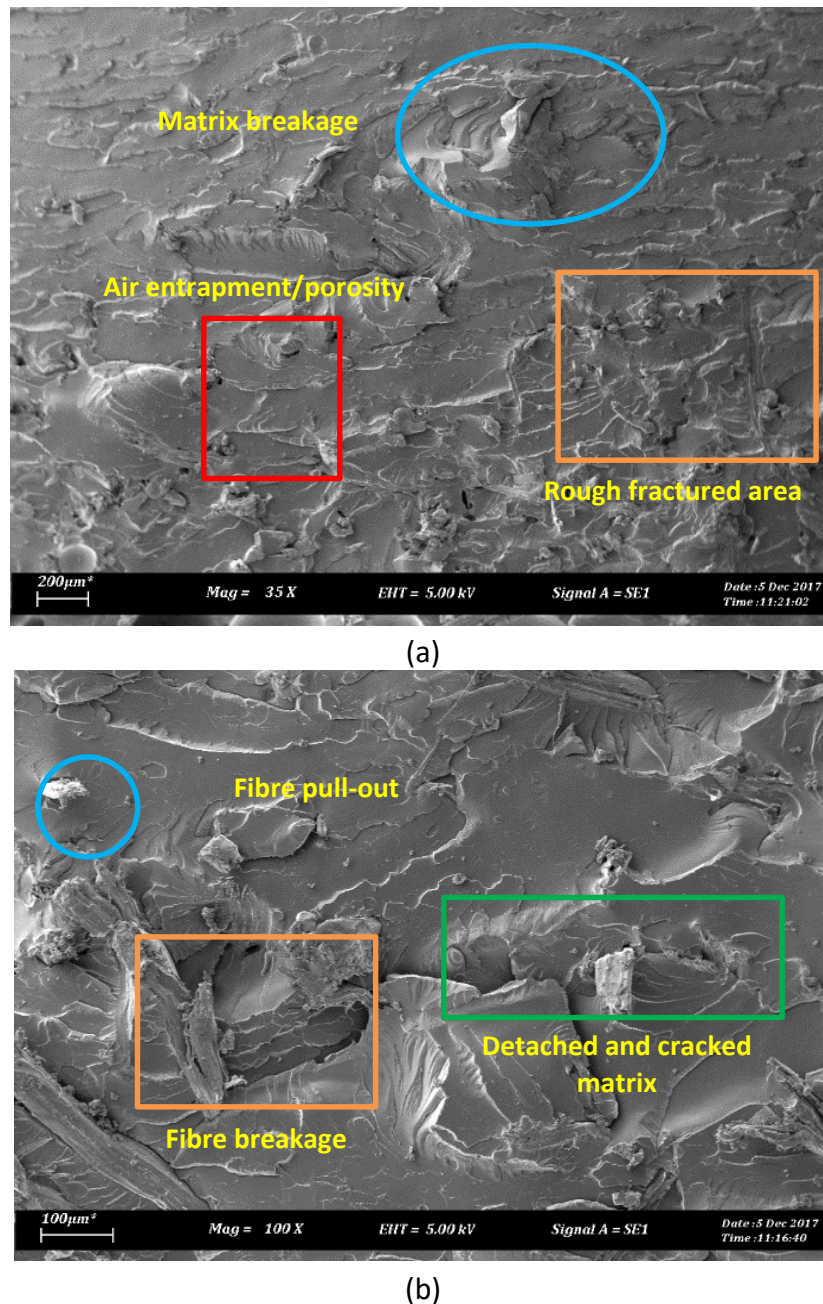 Matrix breakage
Air entrapment/porosity
Rough fractured area
200µm*
Mag = 35 X
EHT = 5.00 kV
Signal A = SE1
Date :5 Dec 2017
Time :11:21:02
(a)
Fibre pull-out
Detached and cracked
matrix
Fibre breakage
100µm*
Mag = 100 X
EHT = 5.00 kV
Signal A = SE1
Date :5 Dec 2017
Time :11:16:40
(b)